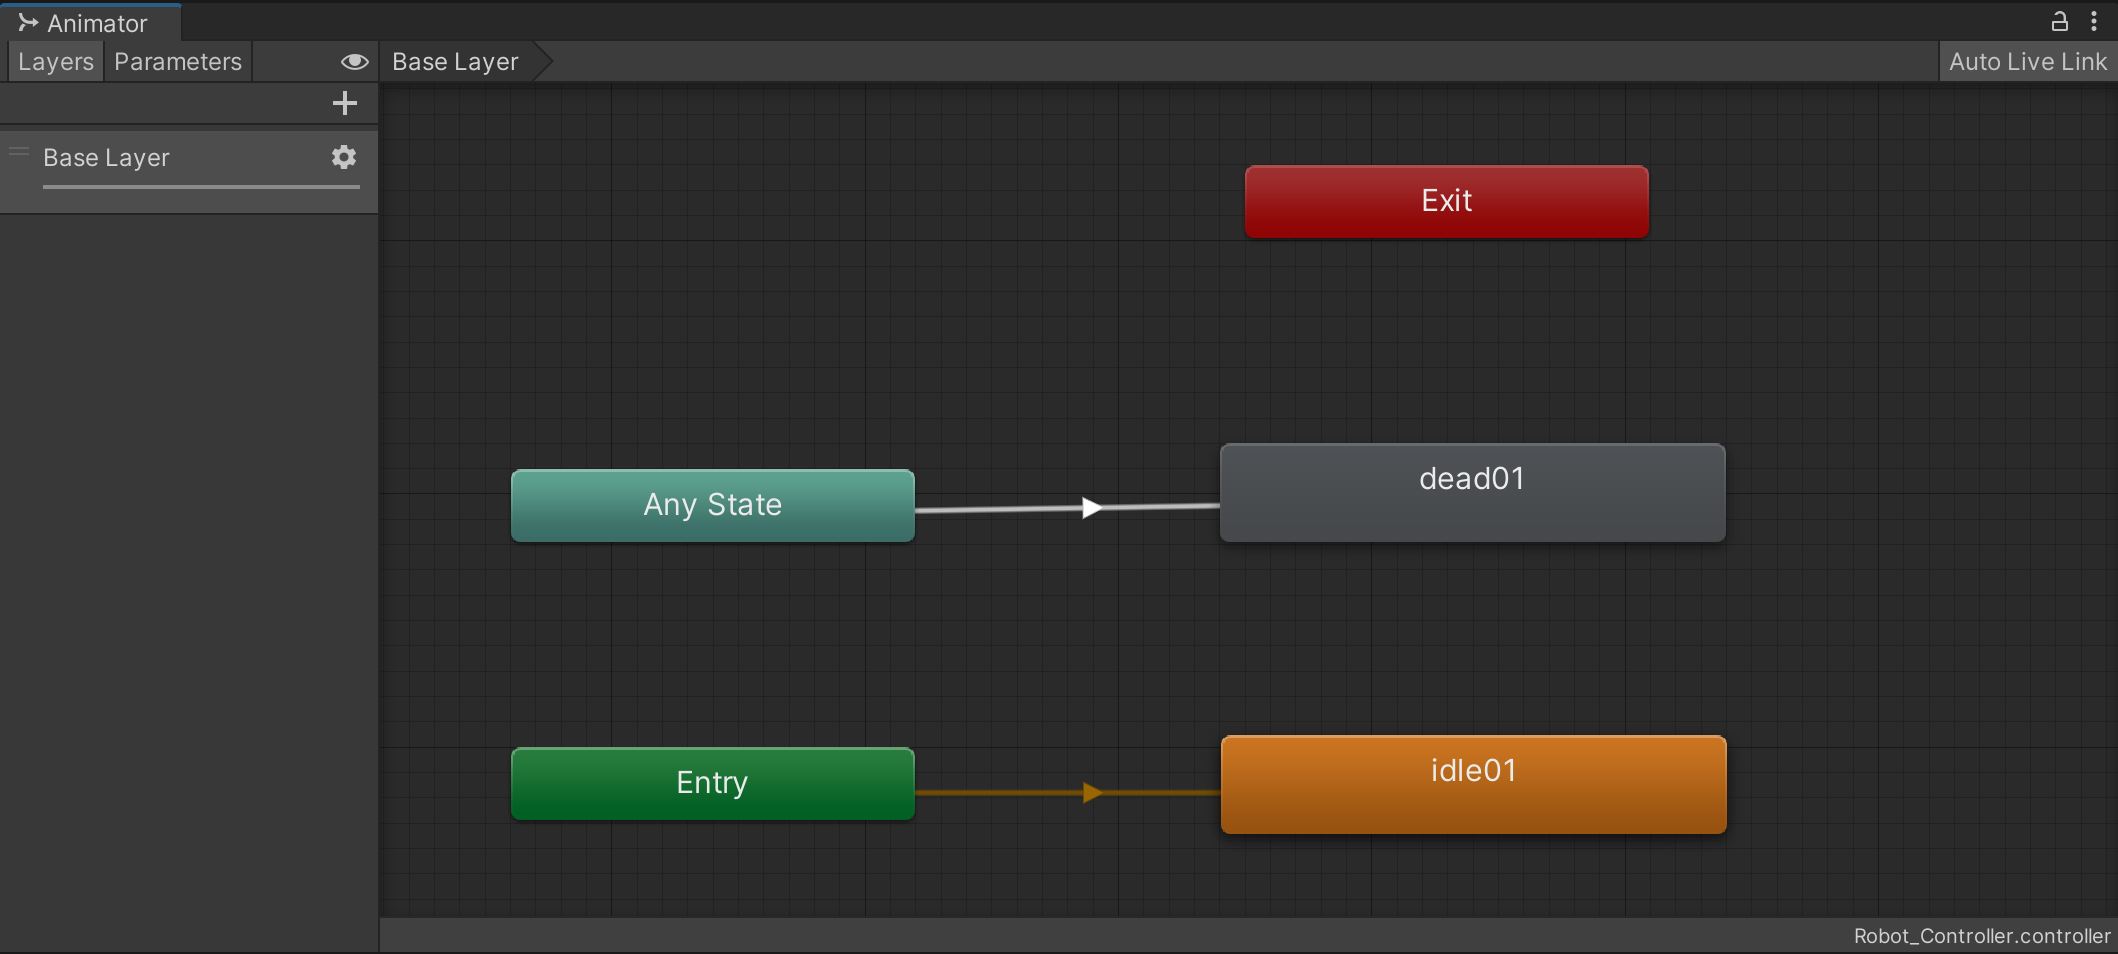 Animator
Layers Parameters
Base Layer
Auto Live Link
Base Layer
Exit
Any State
dead01
Entry
idle01
Robot_Controller.controller